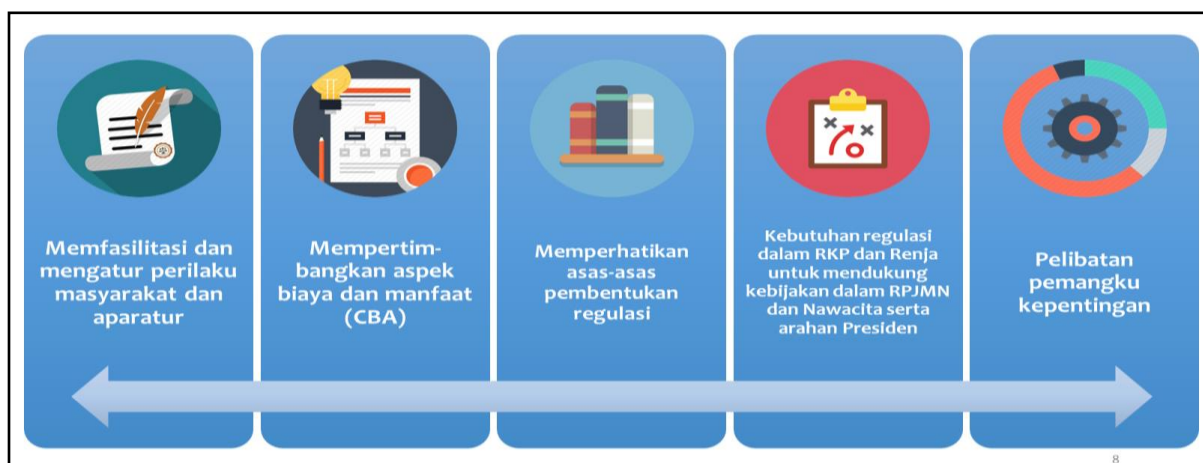 Memfasilitasi dan
mengatur perilaku
masyarakat dan
aparatur
Mempertim-
bangkan aspek
biaya dan manfaat
(CBA)
Memperhatikan
asas-asas
pembentukan
regulasi
Kebutuhan regulasi
dalam RKP dan Renja
untuk mendukung
kebijakan dalam RPJMN
dan Nawacita serta
arahan Presiden
Pelibatan
pemangku
kepentingan
8